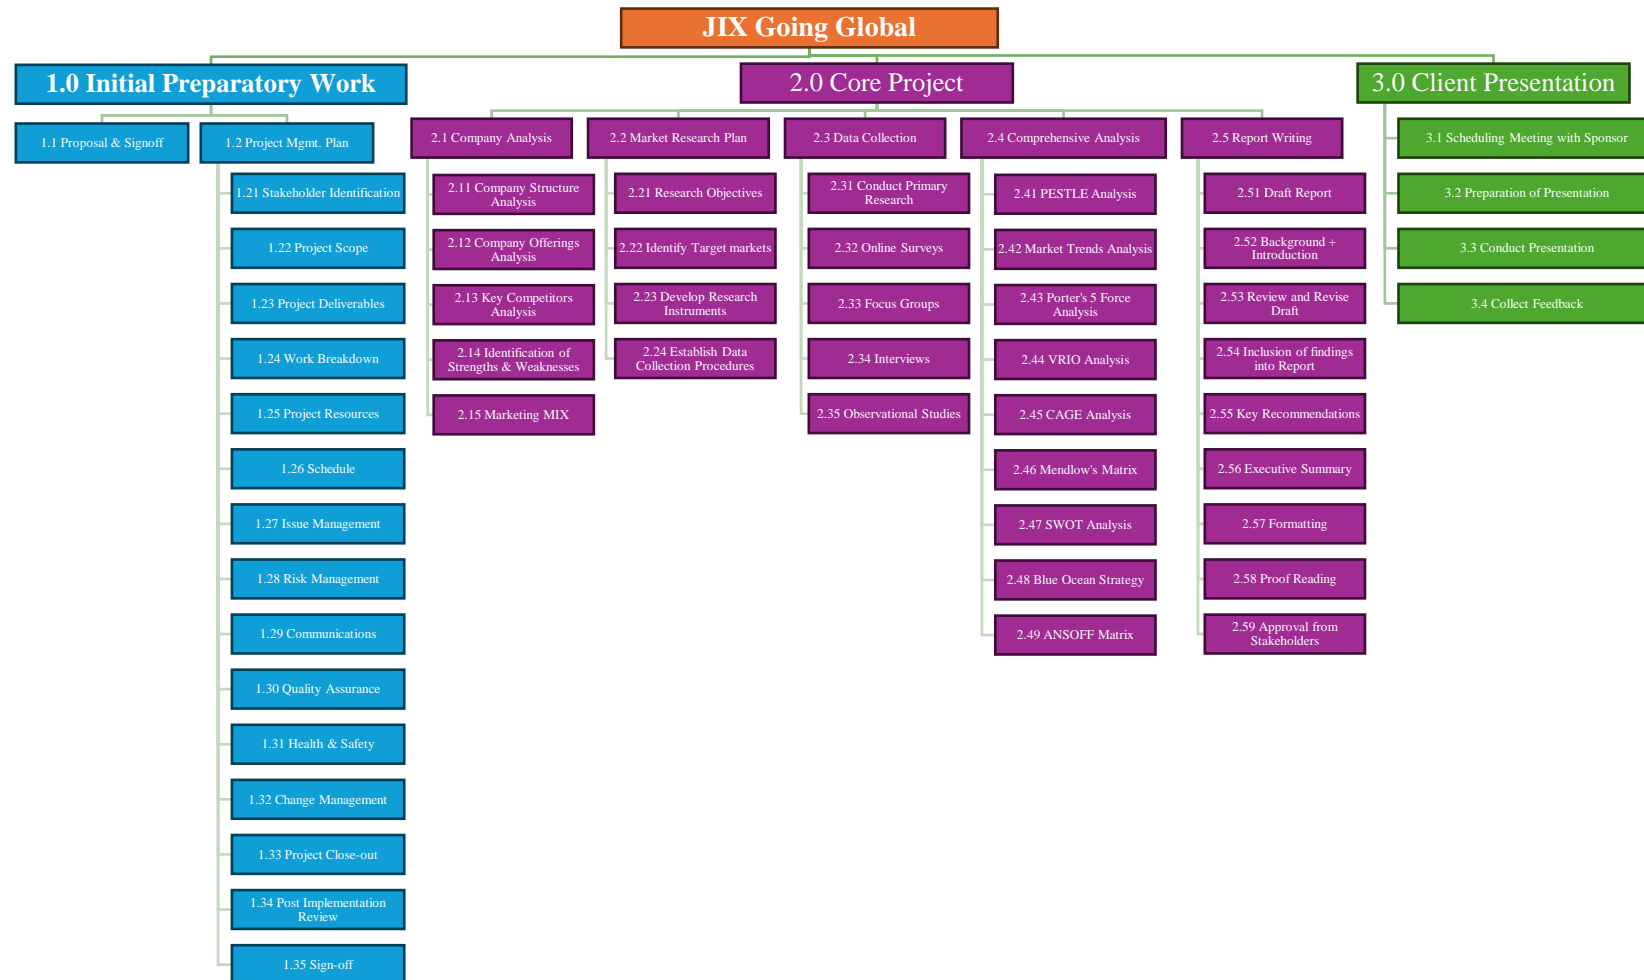 JIX Going Global
1.0 Initial Preparatory Work
1.1 Proposal & Signoff
1.2 Project Mgmt. Plan
1.21 Stakeholder Identification
1.22 Project Scope
1.23 Project Deliverables
1.24 Work Breakdown
1.25 Project Resources
1.26 Schedule
1.27 Issue Management
1.28 Risk Management
1.29 Communications
1.30 Quality Assurance
1.31 Health & Safety
1.32 Change Management
1.33 Project Close-out
1.34 Post Implementation
Review
1.35 Sign-off
2.0 Core Project
2.1 Company Analysis
2.11 Company Structure
Analysis
2.12 Company Offerings
Analysis
2.13 Key Competitors
Analysis
2.14 Identification of
Strengths & Weaknesses
2.15 Marketing MIX
2.2 Market Research Plan
2.21 Research Objectives
2.22 Identify Target markets
2.23 Develop Research
Instruments
2.24 Establish Data
Collection Procedures
2.3 Data Collection
2.31 Conduct Primary
Research
2.32 Online Surveys
2.33 Focus Groups
2.34 Interviews
2.35 Observational Studies
2.4 Comprehensive Analysis
2.41 PESTLE Analysis
2.42 Market Trends Analysis
2.43 Porter's 5 Force
Analysis
2.44 VRIO Analysis
2.45 CAGE Analysis
2.46 Mendlow's Matrix
2.47 SWOT Analysis
2.48 Blue Ocean Strategy
2.49 ANSOFF Matrix
2.5 Report Writing
2.51 Draft Report
2.52 Background +
Introduction
2.53 Review and Revise
Draft
2.54 Inclusion of findings
into Report
2.55 Key Recommendations
2.56 Executive Summary
2.57 Formatting
2.58 Proof Reading
2.59 Approval from
Stakeholders
3.0 Client Presentation
3.1 Scheduling Meeting with Sponsor
3.2 Preparation of Presentation
3.3 Conduct Presentation
3.4 Collect Feedback